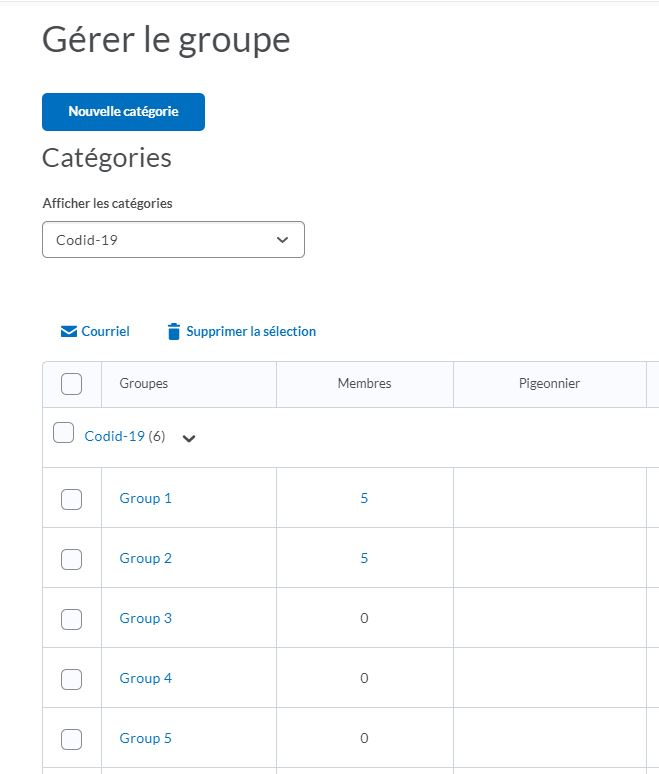 Gérer le groupe
Nouvelle catégorie
Catégories
Afficher les catégories
Codid-19
Courriel Supprimer la sélection
Groupes Membres Pigeonnier
Codid-19 (6)
Group 1 5
Group 2 5
Group 3 0
Group 4 0
Group 5 0